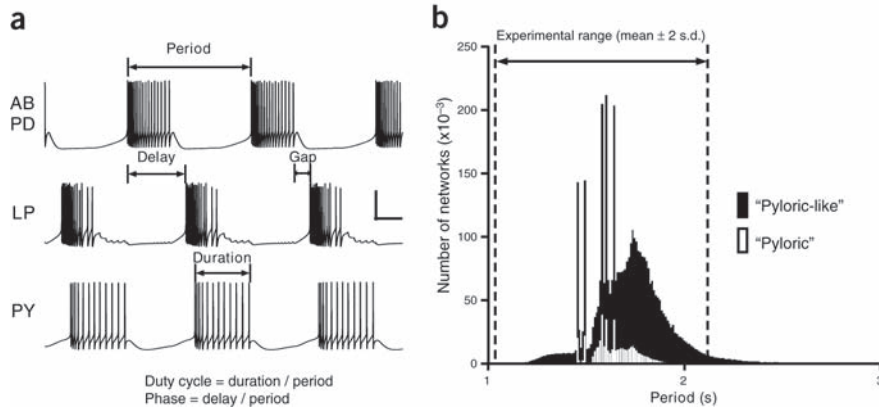 a
Period
AB
PD
Delay
Gap
LP
Duration
PY
Duty cycle = duration / period
Phase = delay / period
b
Experimental range (mean ± 2 s.d.)
Number of networks (x10⁻³)
250
200
150
100
50
0
1
2
3
Period (s)
"Pyloric-like"
"Pyloric"